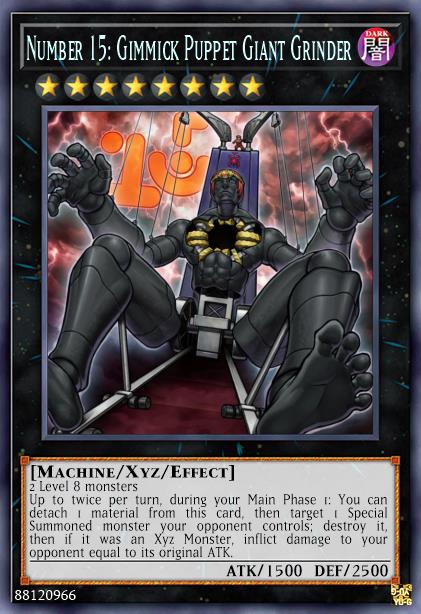 Number 15: Gimmick Puppet Giant Grinder
DARK
闇
15
[Machine/Xyz/Effect]
2 Level 8 monsters
Up to twice per turn, during your Main Phase 1: You can
detach 1 material from this card, then target 1 Special
Summoned monster your opponent controls; destroy it,
then if it was an Xyz Monster, inflict damage to your
opponent equal to its original ATK.
ATK/1500 DEF/2500
88120966